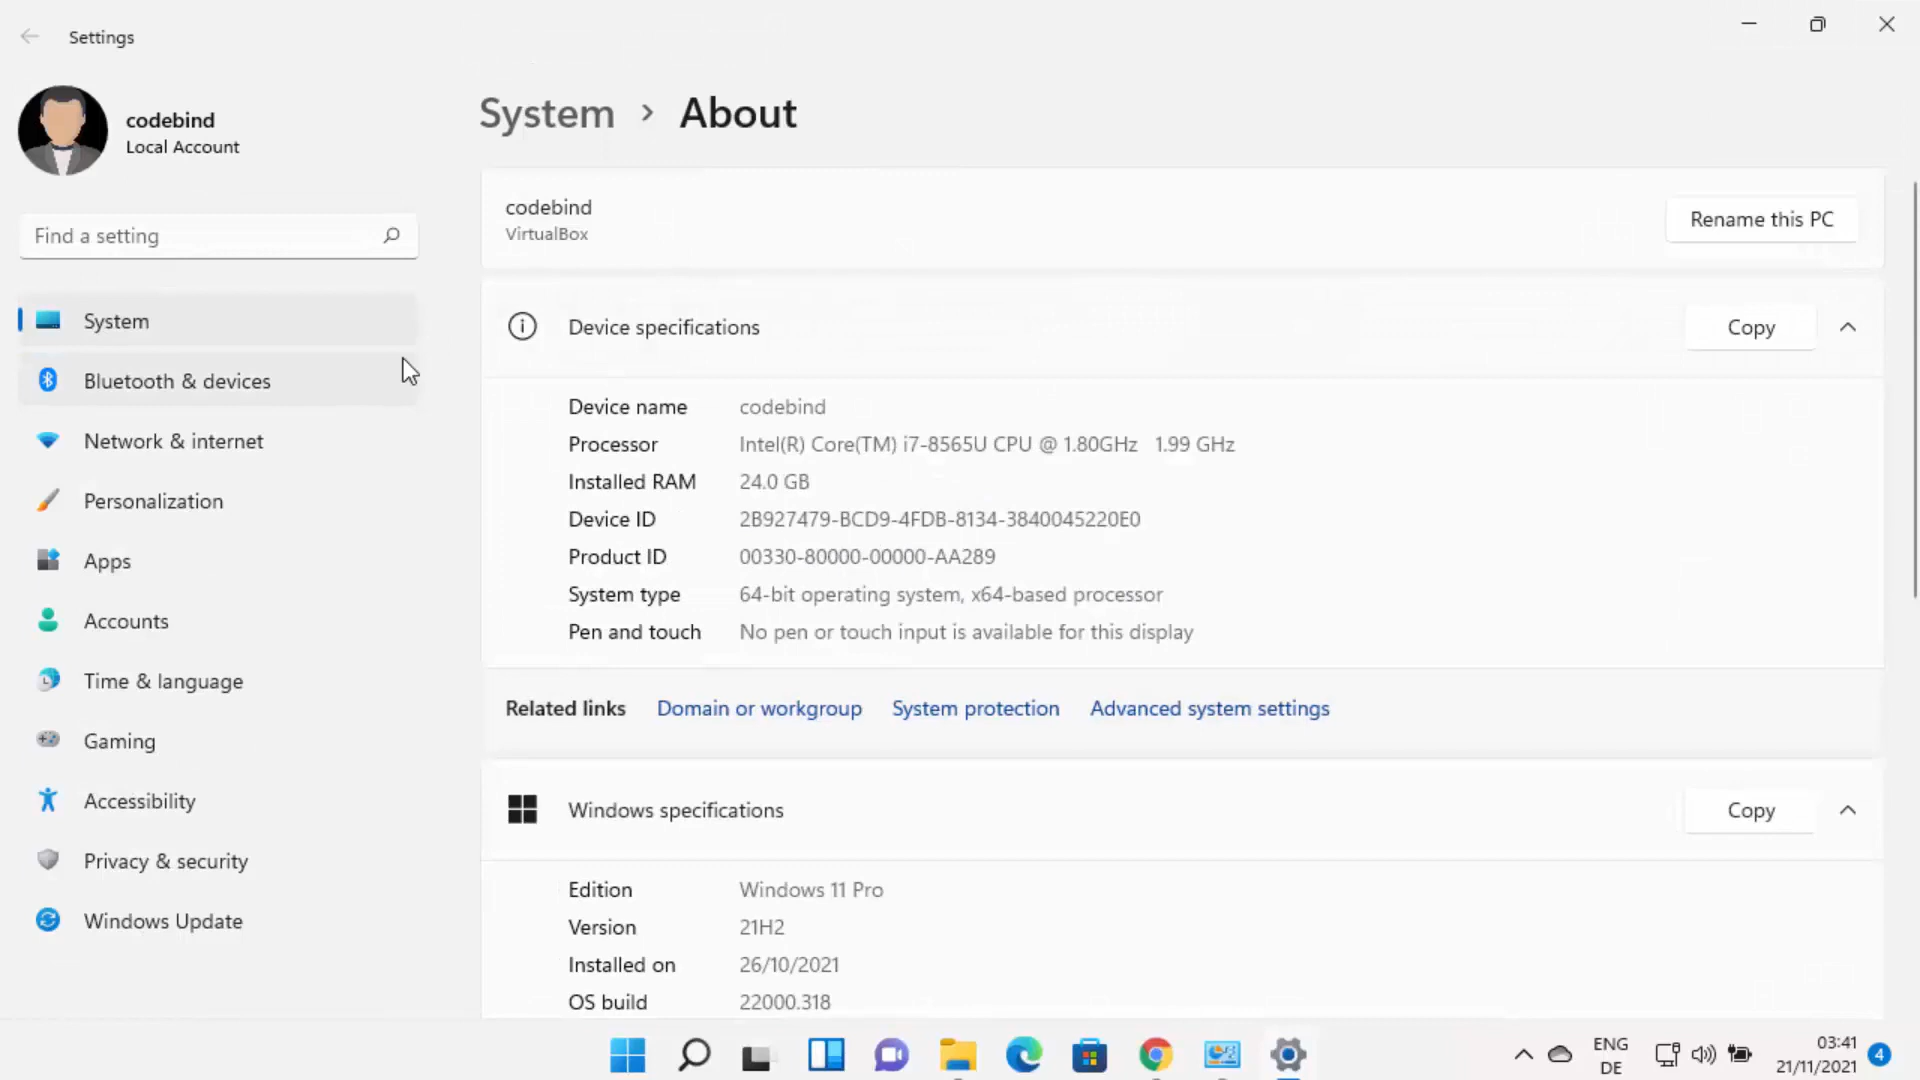 Settings
codebind
Local Account
Find a setting
System
Bluetooth & devices
Network & internet
Personalization
Apps
Accounts
Time & language
Gaming
Accessibility
Privacy & security
Windows Update
System > About
codebind
VirtualBox
Rename this PC
Device specifications
Copy
Device name codebind
Processor Intel(R) Core(TM) i7-8565U CPU @ 1.80GHz 1.99 GHz
Installed RAM 24.0 GB
Device ID 2B927479-BCD9-4FDB-8134-3840045220E0
Product ID 00330-80000-00000-AA289
System type 64-bit operating system, x64-based processor
Pen and touch No pen or touch input is available for this display
Related links Domain or workgroup System protection Advanced system settings
Windows specifications
Copy
Edition Windows 11 Pro
Version 21H2
Installed on 26/10/2021
OS build 22000.318
ENG
DE
03:41
21/11/2021
4